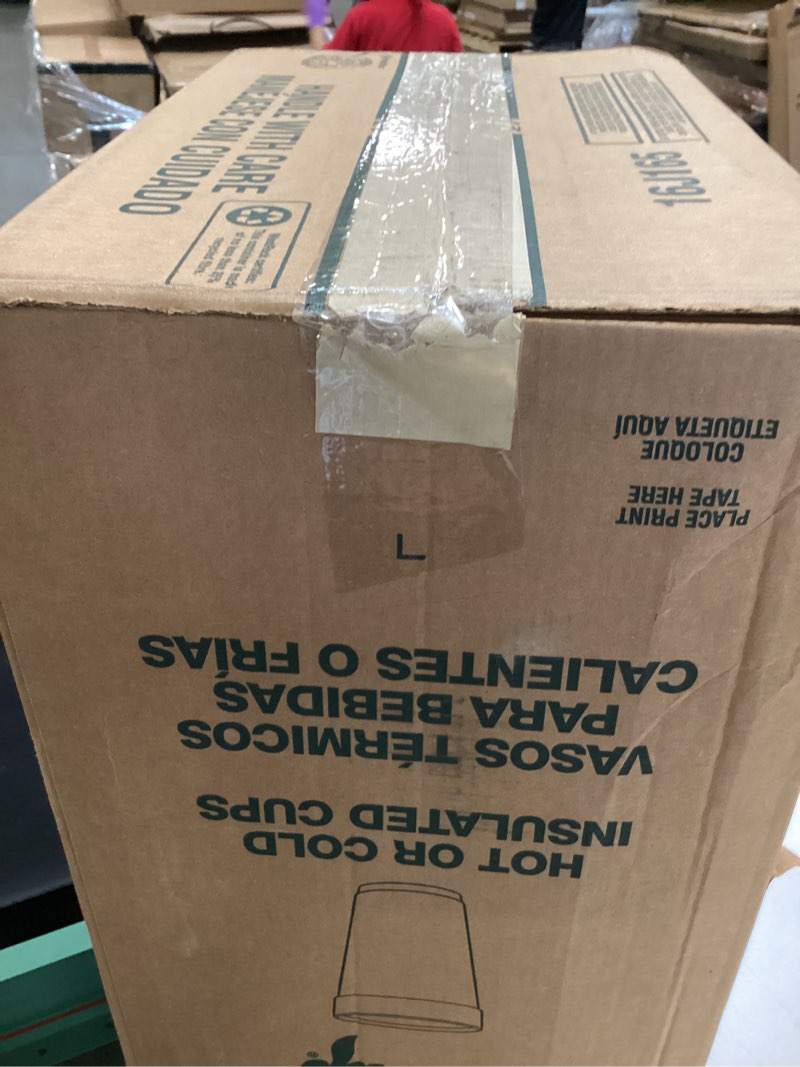 HOT OR COLD
INSULATED CUPS
VASOS TÉRMICOS
PARA BEBIDAS
CALIENTES O FRÍAS
L
PLACE PRINT
TAPE HERE
COLOQUE
ETIQUETA AQUÍ
HANDLE WITH CARE
MANEJESE CON CUIDADO